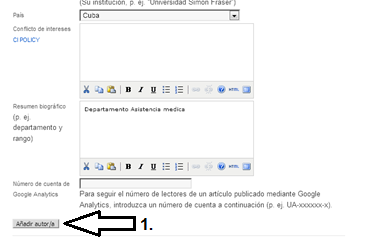 (Su institución, p. ej. "Universidad Simon Fraser")
País Cuba
Conflicto de intereses
CI POLICY
Resumen biográfico
(p. ej.
departamento y
rango)
Departamento Asistencia medica
Número de cuenta de
Google Analytics
Para seguir el número de lectores de un artículo publicado mediante Google
Analytics, introduzca un número de cuenta a continuación (p. ej. UA-xxxxxx-x).
Añadir autor/a
1.